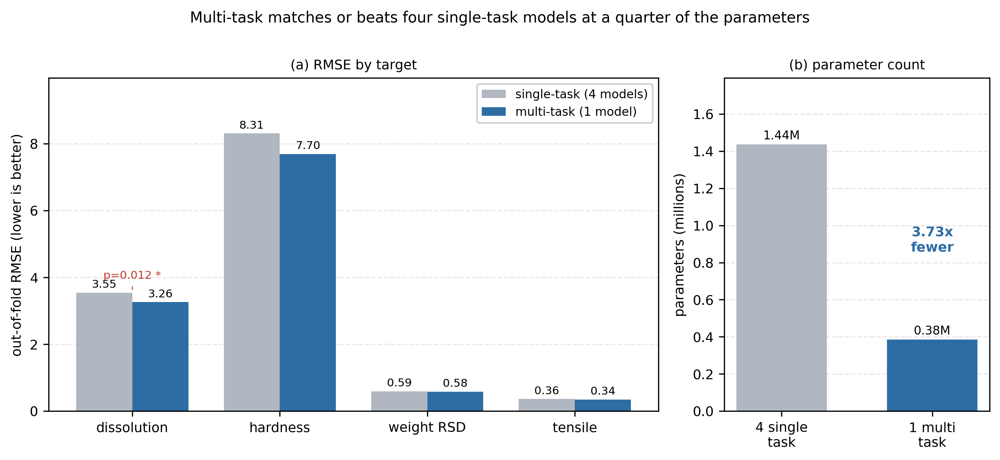 Multi-task matches or beats four single-task models at a quarter of the parameters
(a) RMSE by target
out-of-fold RMSE (lower is better)
8
6
4
2
0
single-task (4 models)
multi-task (1 model)
8.31
7.70
p=0.012 *
3.55
3.26
0.59
0.58
0.36
0.34
dissolution
hardness
weight RSD
tensile
(b) parameter count
parameters (millions)
1.6
1.4
1.2
1.0
0.8
0.6
0.4
0.2
0.0
1.44M
3.73x
fewer
0.38M
4 single
task
1 multi
task